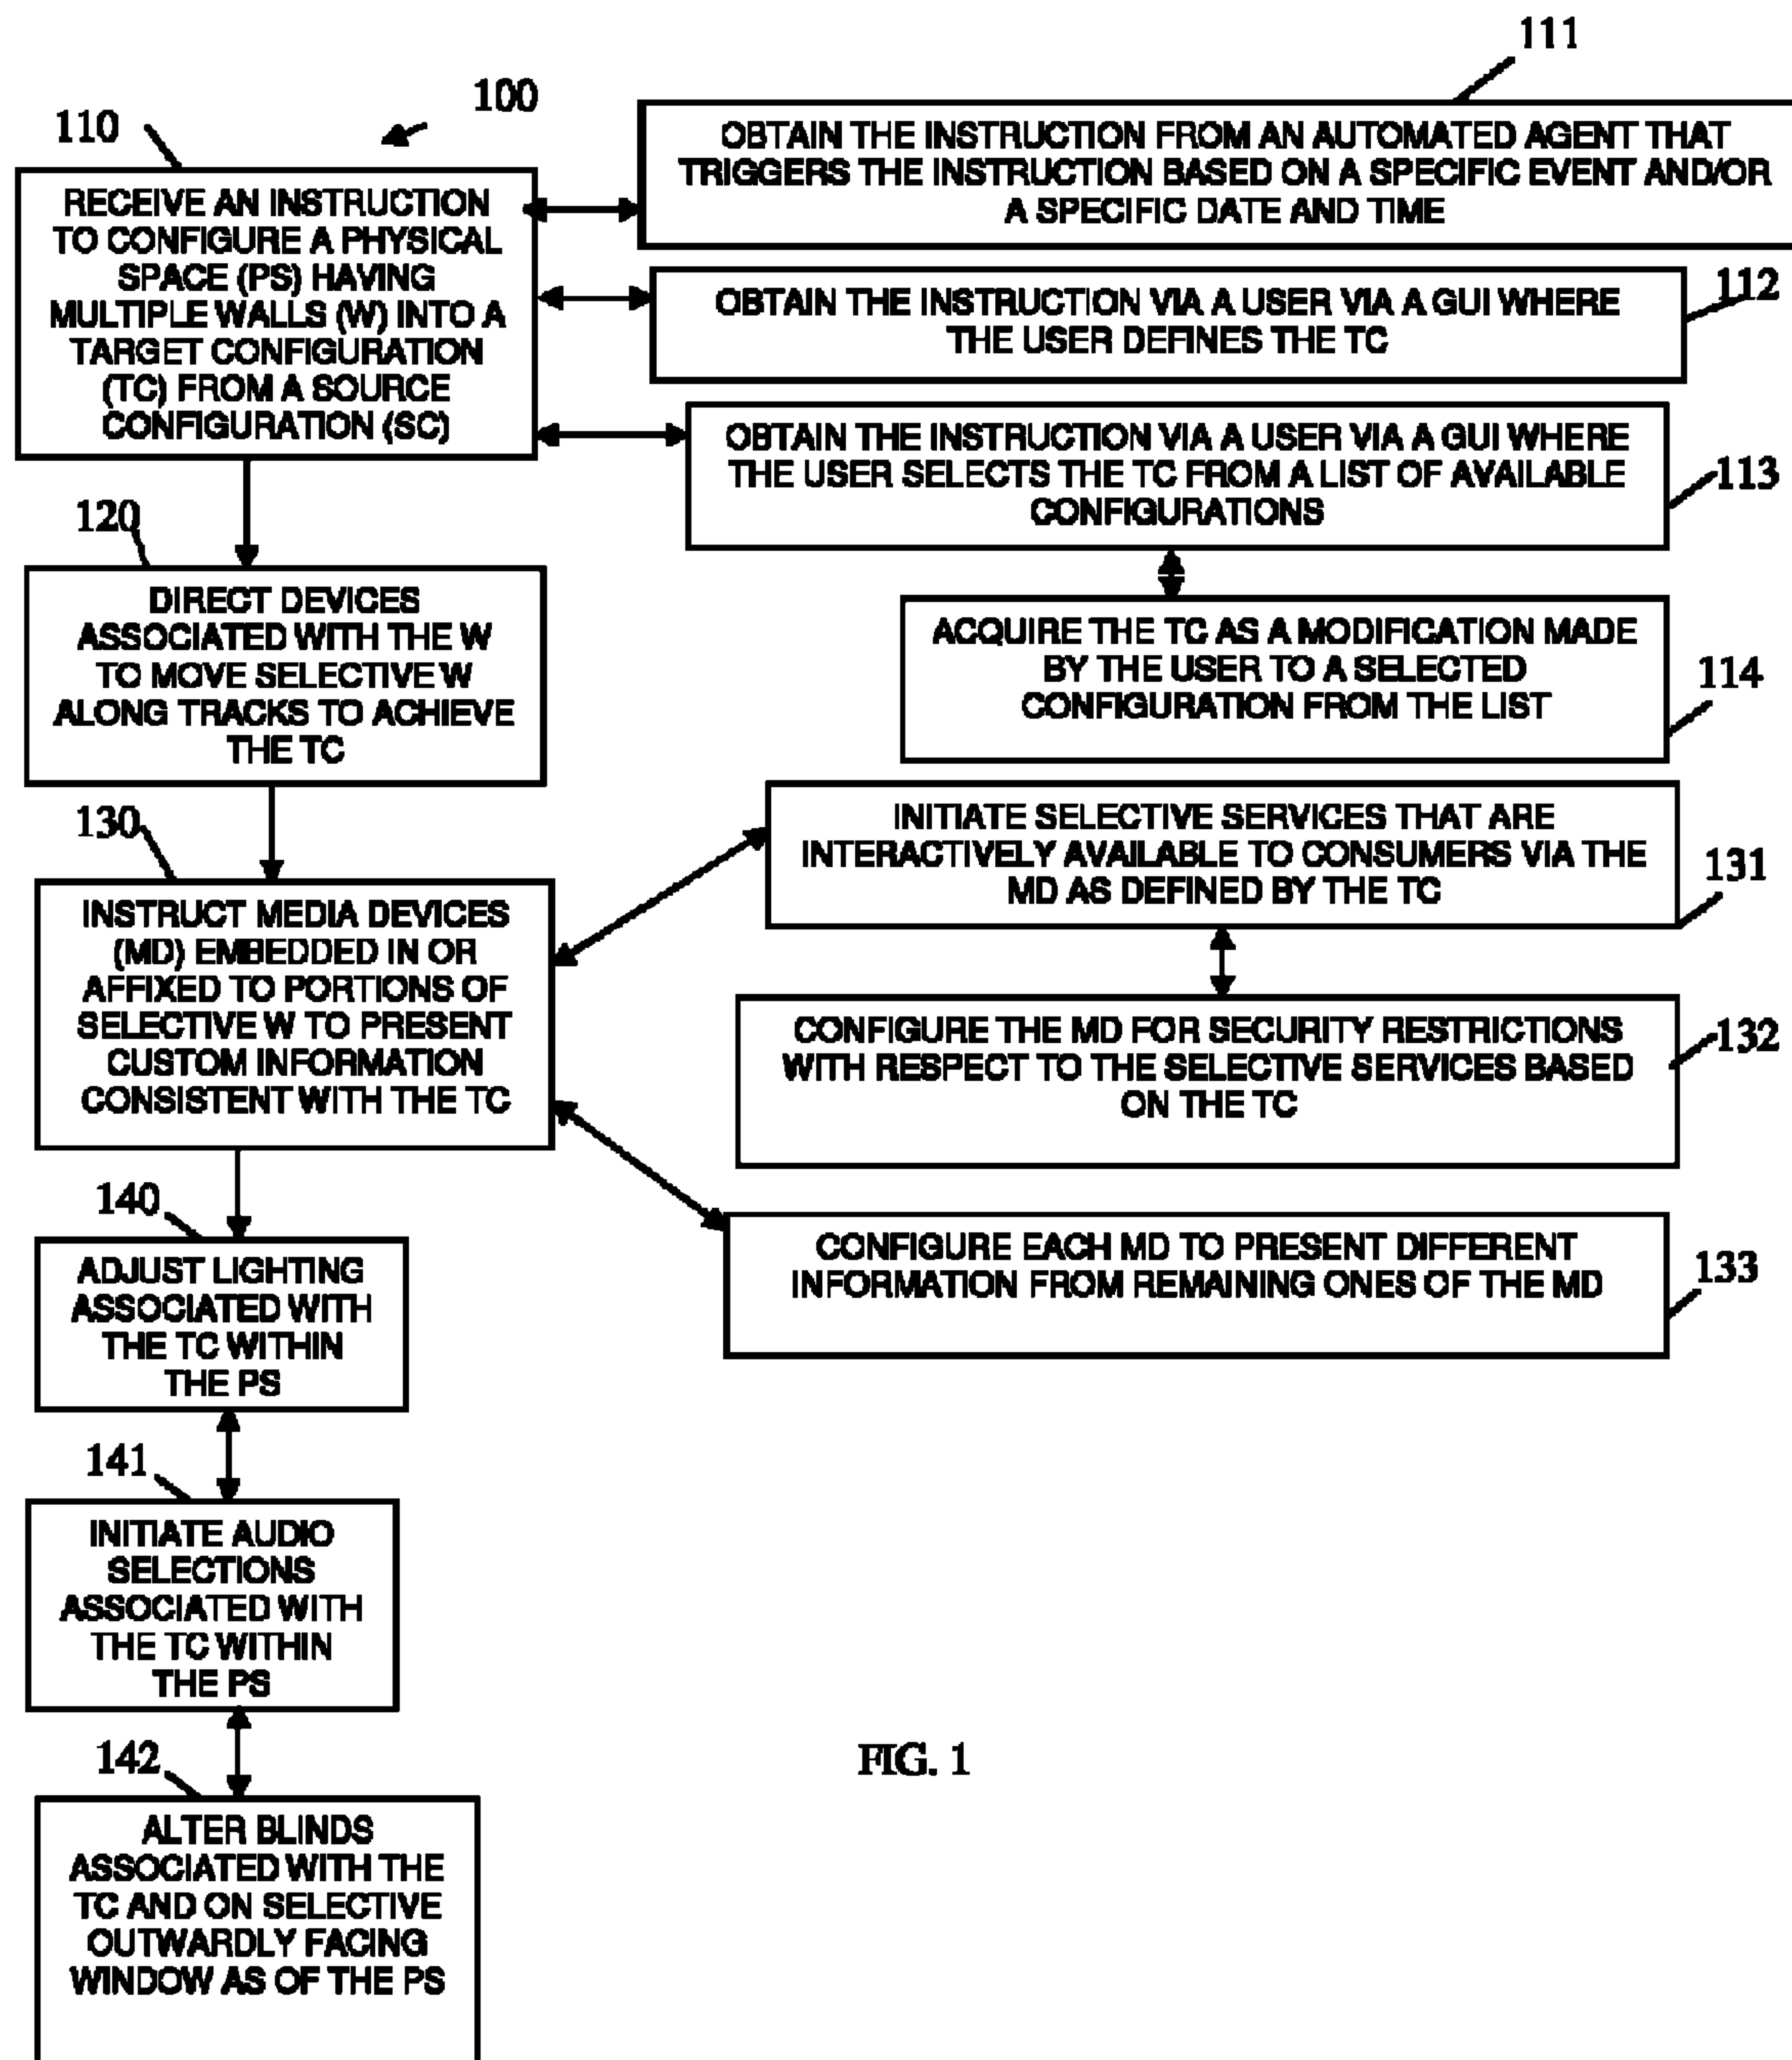 111
100
110
OBTAIN THE INSTRUCTION FROM AN AUTOMATED AGENT THAT
TRIGGERS THE INSTRUCTION BASED ON A SPECIFIC EVENT AND/OR
A SPECIFIC DATE AND TIME
RECEIVE AN INSTRUCTION
TO CONFIGURE A PHYSICAL
SPACE (PS) HAVING
MULTIPLE WALLS (W) INTO A
TARGET CONFIGURATION
(TC) FROM A SOURCE
CONFIGURATION (SC)
112
OBTAIN THE INSTRUCTION VIA A USER VIA A GUI WHERE
THE USER DEFINES THE TC
OBTAIN THE INSTRUCTION VIA A USER VIA A GUI WHERE
THE USER SELECTS THE TC FROM A LIST OF AVAILABLE
CONFIGURATIONS
113
120
DIRECT DEVICES
ASSOCIATED WITH THE W
TO MOVE SELECTIVE W
ALONG TRACKS TO ACHIEVE
THE TC
ACQUIRE THE TC AS A MODIFICATION MADE
BY THE USER TO A SELECTED
CONFIGURATION FROM THE LIST
114
130
INITIATE SELECTIVE SERVICES THAT ARE
INTERACTIVELY AVAILABLE TO CONSUMERS VIA THE
MD AS DEFINED BY THE TC
131
INSTRUCT MEDIA DEVICES
(MD) EMBEDDED IN OR
AFFIXED TO PORTIONS OF
SELECTIVE W TO PRESENT
CUSTOM INFORMATION
CONSISTENT WITH THE TC
CONFIGURE THE MD FOR SECURITY RESTRICTIONS
WITH RESPECT TO THE SELECTIVE SERVICES BASED
ON THE TC
132
140
ADJUST LIGHTING
ASSOCIATED WITH
THE TC WITHIN
THE PS
CONFIGURE EACH MD TO PRESENT DIFFERENT
INFORMATION FROM REMAINING ONES OF THE MD
133
141
INITIATE AUDIO
SELECTIONS
ASSOCIATED WITH
THE TC WITHIN
THE PS
142
ALTER BLINDS
ASSOCIATED WITH THE
TC AND ON SELECTIVE
OUTWARDLY FACING
WINDOW AS OF THE PS
FIG. 1